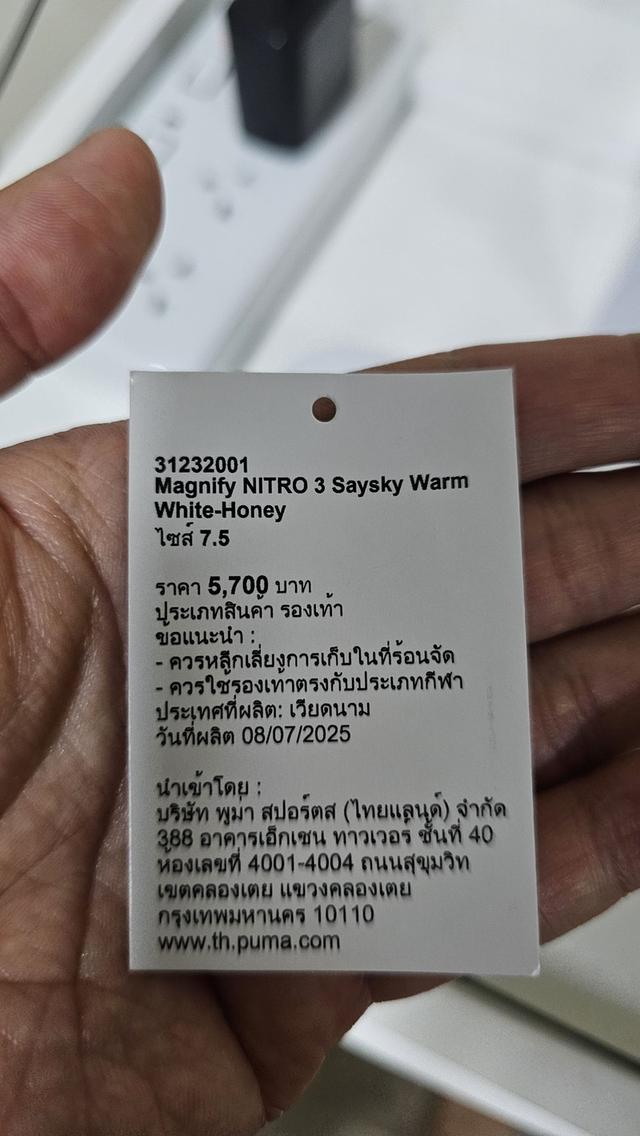 31232001
Magnify NITRO 3 Saysky Warm
White-Honey
ไซส์ 7.5
ราคา 5,700 บาท
ประเภทสินค้า รองเท้า
ข้อแนะนำ :
- ควรหลีกเลี่ยงการเก็บในที่ร้อนจัด
- ควรใช้รองเท้าตรงกับประเภทกีฬา
ประเทศที่ผลิต: เวียดนาม
วันที่ผลิต 08/07/2025
นำเข้าโดย :
บริษัท พูม่า สปอร์ตส (ไทยแลนด์) จำกัด
388 อาคารเอ็กเชน ทาวเวอร์ ชั้นที่ 40
ห้องเลขที่ 4001-4004 ถนนสุขุมวิท
เขตคลองเตย แขวงคลองเตย
กรุงเทพมหานคร 10110
www.th.puma.com